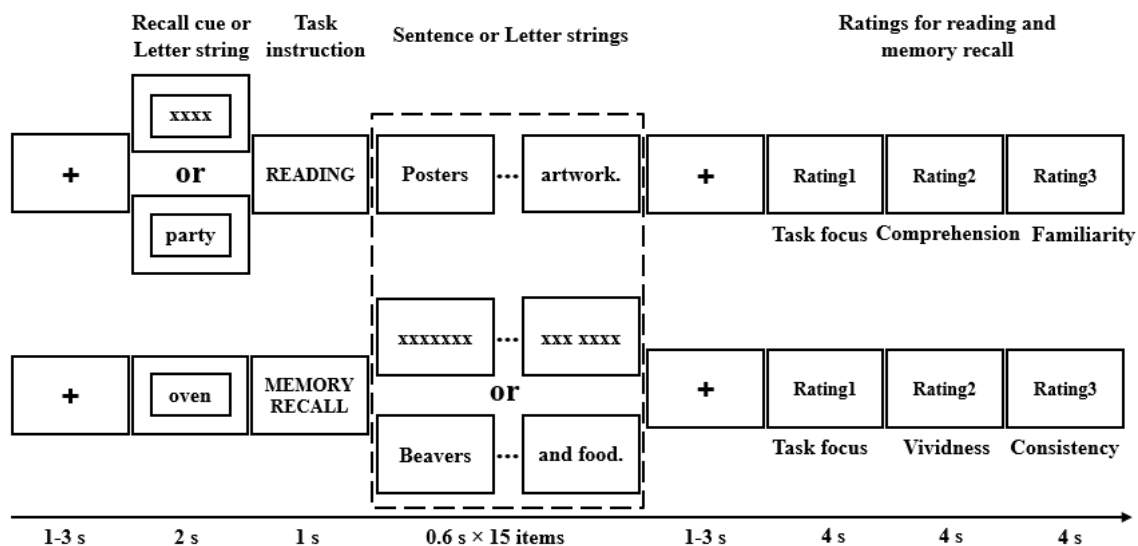 Recall cue or
Letter string
Task
instruction
Sentence or Letter strings
Ratings for reading and
memory recall
+
xxxx
or
party
READING
Posters
...
artwork.
+
Rating1
Rating2
Rating3
Task focus
Comprehension
Familiarity
+
oven
MEMORY
RECALL
xxxxxxx
...
xxx xxxx
or
Beavers
...
and food.
+
Rating1
Rating2
Rating3
Task focus
Vividness
Consistency
1-3 s
2 s
1 s
0.6 s × 15 items
1-3 s
4 s
4 s
4 s